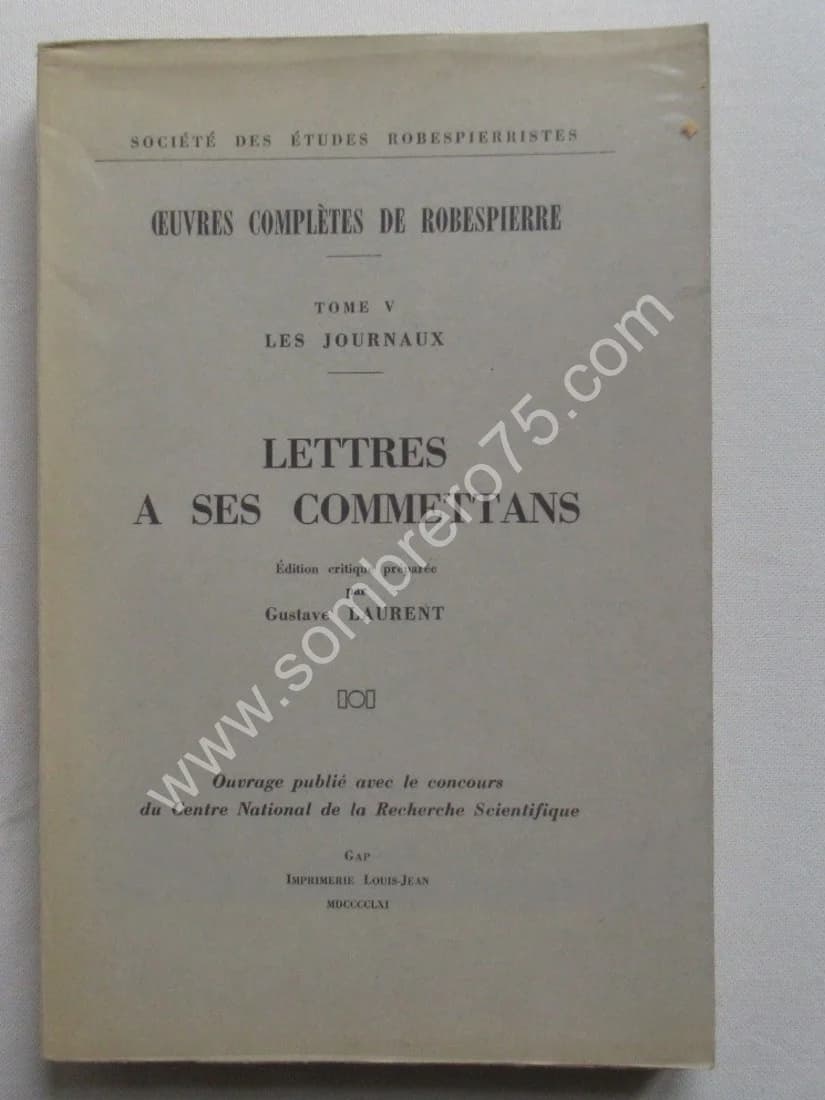 SOCIÉTÉ DES ÉTUDES ROBESPIERRISTES
ŒUVRES COMPLÈTES DE ROBESPIERRE
TOME V
LES JOURNAUX
LETTRES
A SES COMMETTANS
Édition critique préparée
par
Gustave LAURENT
Ouvrage publié avec le concours
du Centre National de la Recherche Scientifique
GAP
IMPRIMERIE LOUIS-JEAN
MDCCCCLXI
www.sombrero75.com